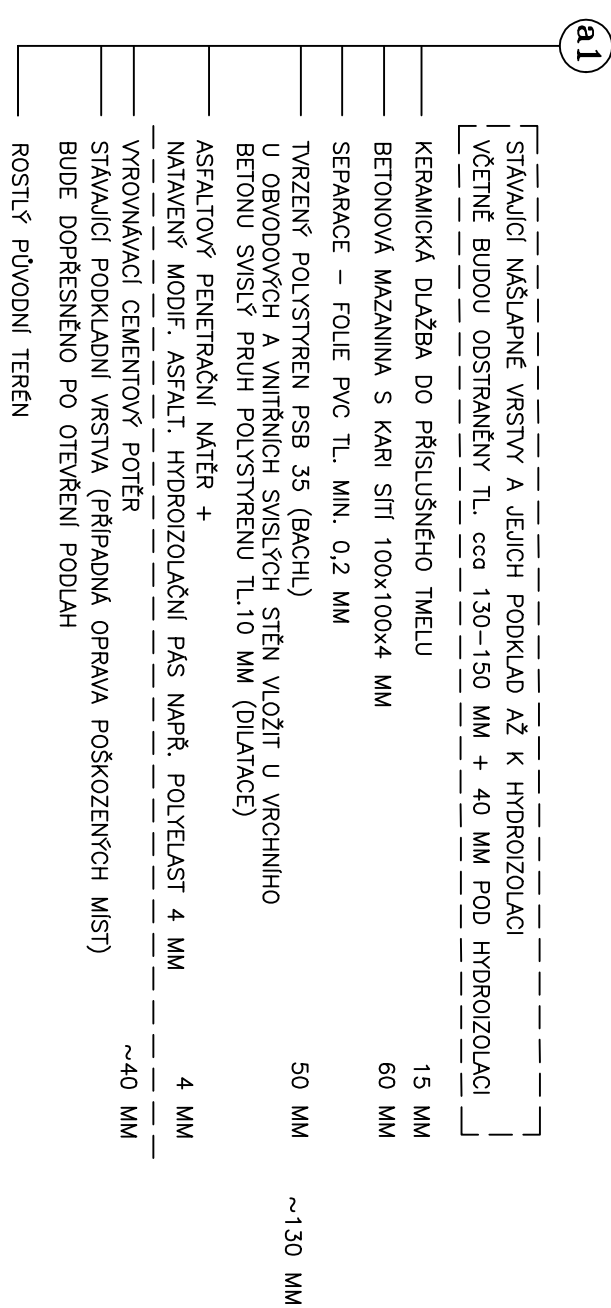 a1
STÁVAJÍCÍ NÁŠLAPNÉ VRSTVY A JEJICH PODKLAD AŽ K HYDROIZOLACI
VČETNĚ BUDOU ODSTRANĚNY TL. cca 130-150 MM + 40 MM POD HYDROIZOLACI
KERAMICKÁ DLAŽBA DO PŘÍSLUŠNÉHO TMELU 15 MM
BETONOVÁ MAZANINA S KARI SÍTÍ 100x100x4 MM 60 MM
SEPARACE – FOLIE PVC TL. MIN. 0,2 MM
TVRZENÝ POLYSTYREN PSB 35 (BACHL) 50 MM ~130 MM
U OBVODOVÝCH A VNITŘNÍCH SVISLÝCH STĚN VLOŽIT U VRCHNÍHO
BETONU SVISLÝ PRUH POLYSTYRENU TL.10 MM (DILATACE)
ASFALTOVÝ PENETRAČNÍ NÁTĚR +
NATAVENÝ MODIF. ASFALT. HYDROIZOLAČNÍ PÁS NAPŘ. POLYELAST 4 MM 4 MM
VYROVNÁVACÍ CEMENTOVÝ POTĚR ~40 MM
STÁVAJÍCÍ PODKLADNÍ VRSTVA (PŘÍPADNÁ OPRAVA POŠKOZENÝCH MÍST)
BUDE DOPŘESNĚNO PO OTEVŘENÍ PODLAH
ROSTLÝ PŮVODNÍ TERÉN